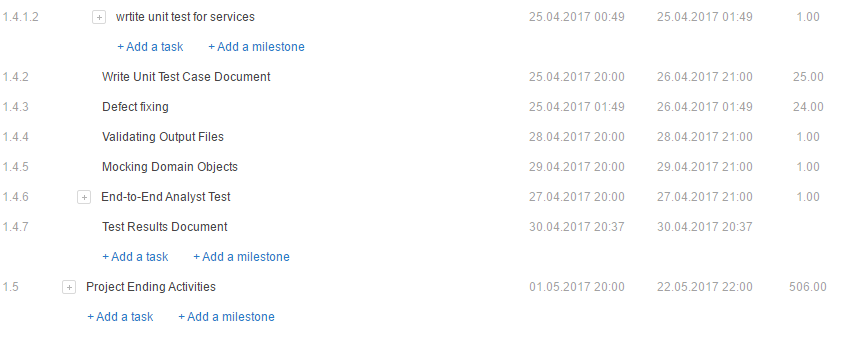 1.4.1.2 + wrtite unit test for services 25.04.2017 00:49 25.04.2017 01:49 1.00
+ Add a task + Add a milestone
1.4.2 Write Unit Test Case Document 25.04.2017 20:00 26.04.2017 21:00 25.00
1.4.3 Defect fixing 25.04.2017 01:49 26.04.2017 01:49 24.00
1.4.4 Validating Output Files 28.04.2017 20:00 28.04.2017 21:00 1.00
1.4.5 Mocking Domain Objects 29.04.2017 20:00 29.04.2017 21:00 1.00
1.4.6 + End-to-End Analyst Test 27.04.2017 20:00 27.04.2017 21:00 1.00
1.4.7 Test Results Document 30.04.2017 20:37 30.04.2017 20:37
+ Add a task + Add a milestone
1.5 + Project Ending Activities 01.05.2017 20:00 22.05.2017 22:00 506.00
+ Add a task + Add a milestone